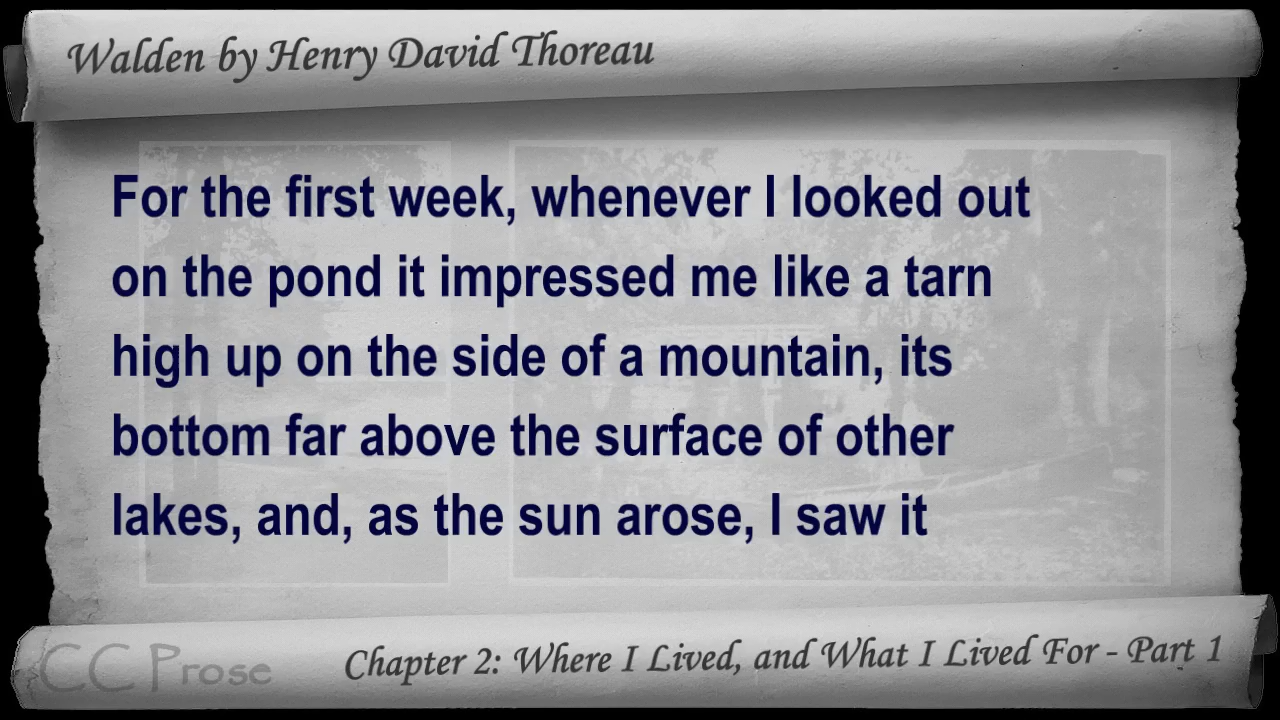 Walden by Henry David Thoreau
For the first week, whenever I looked out
on the pond it impressed me like a tarn
high up on the side of a mountain, its
bottom far above the surface of other
lakes, and, as the sun arose, I saw it
CC Prose
Chapter 2: Where I Lived, and What I Lived For - Part 1